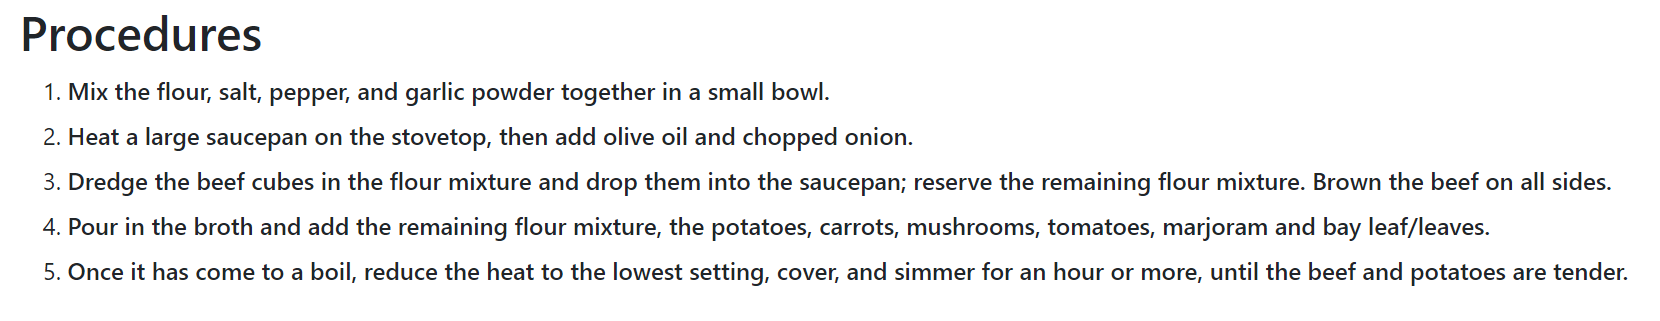 Procedures
1. Mix the flour, salt, pepper, and garlic powder together in a small bowl.
2. Heat a large saucepan on the stovetop, then add olive oil and chopped onion.
3. Dredge the beef cubes in the flour mixture and drop them into the saucepan; reserve the remaining flour mixture. Brown the beef on all sides.
4. Pour in the broth and add the remaining flour mixture, the potatoes, carrots, mushrooms, tomatoes, marjoram and bay leaf/leaves.
5. Once it has come to a boil, reduce the heat to the lowest setting, cover, and simmer for an hour or more, until the beef and potatoes are tender.